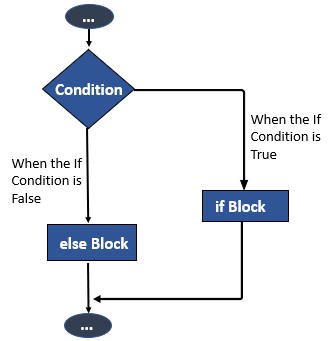 ...
Condition
When the If
Condition is
True
When the If
Condition is
False
if Block
else Block
...